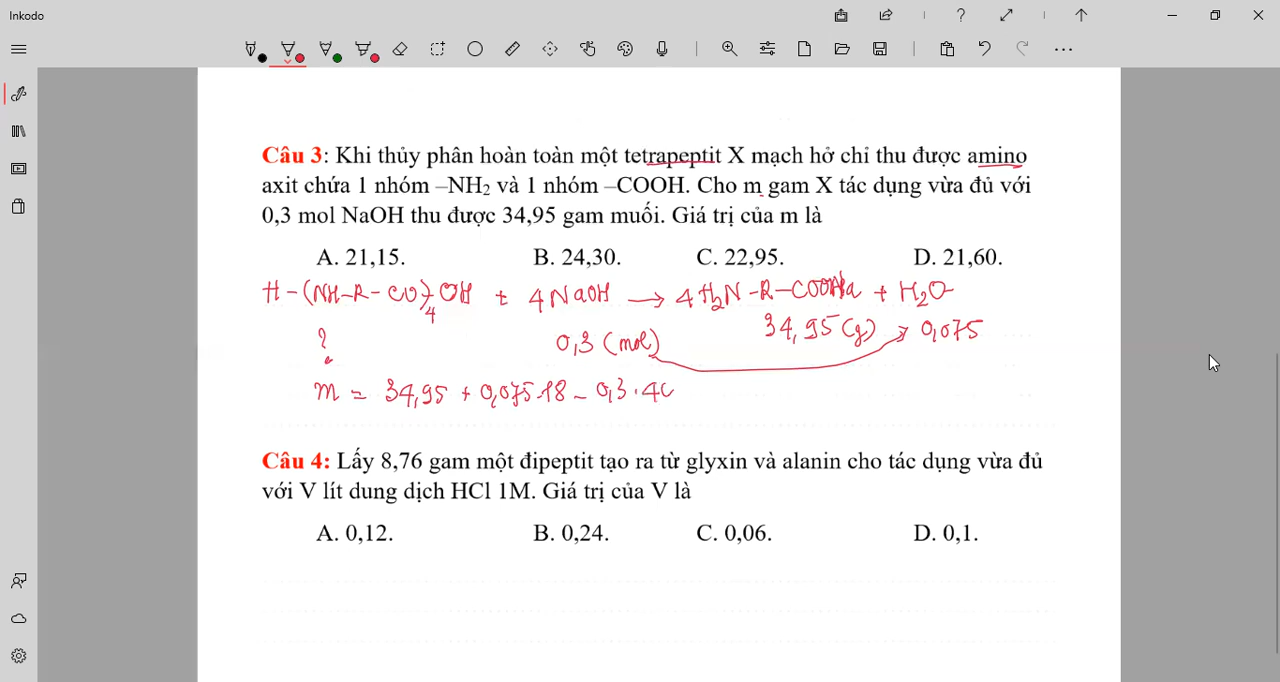 Inkodo
Câu 3: Khi thủy phân hoàn toàn một tetrapeptit X mạch hở chỉ thu được amino
axit chứa 1 nhóm –NH₂ và 1 nhóm –COOH. Cho m gam X tác dụng vừa đủ với
0,3 mol NaOH thu được 34,95 gam muối. Giá trị của m là
A. 21,15. B. 24,30. C. 22,95. D. 21,60.
H-(NH-R-CO)₄-OH + 4NaOH → 4H₂N-R-COONa + H₂O
? 0,3 (mol) 34,95 (g) 0,075
m = 34,95 + 0,075.18 - 0,3.40
Câu 4: Lấy 8,76 gam một đipeptit tạo ra từ glyxin và alanin cho tác dụng vừa đủ
với V lít dung dịch HCl 1M. Giá trị của V là
A. 0,12. B. 0,24. C. 0,06. D. 0,1.